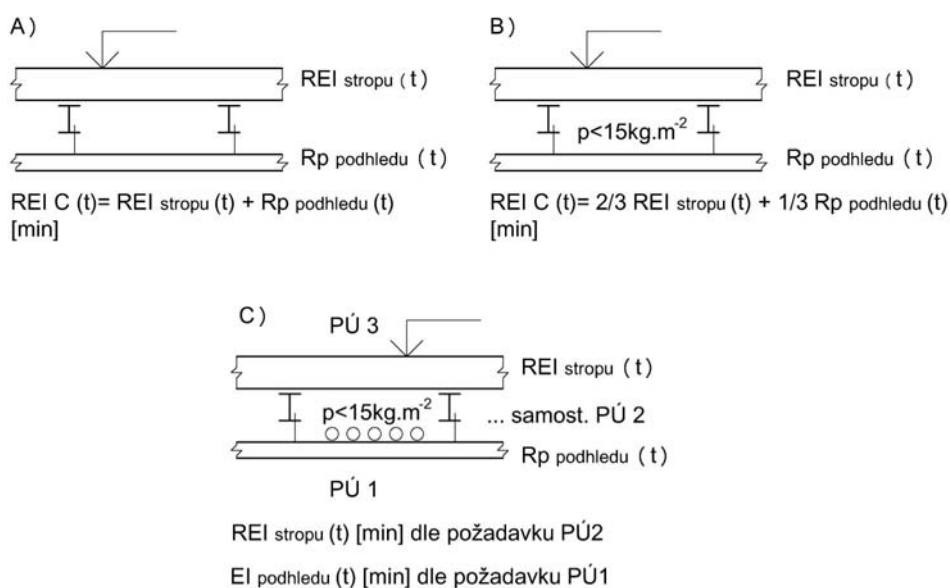 A)
REI stropu (t)
Rp podhledu (t)
REI C (t)= REI stropu (t) + Rp podhledu (t)
[min]
B)
REI stropu (t)
p<15kg.m-2
Rp podhledu (t)
REI C (t)= 2/3 REI stropu (t) + 1/3 Rp podhledu (t)
[min]
C)
PÚ 3
REI stropu (t)
p<15kg.m-2
... samost. PÚ 2
Rp podhledu (t)
PÚ 1
REI stropu (t) [min] dle požadavku PÚ2
EI podhledu (t) [min] dle požadavku PÚ1